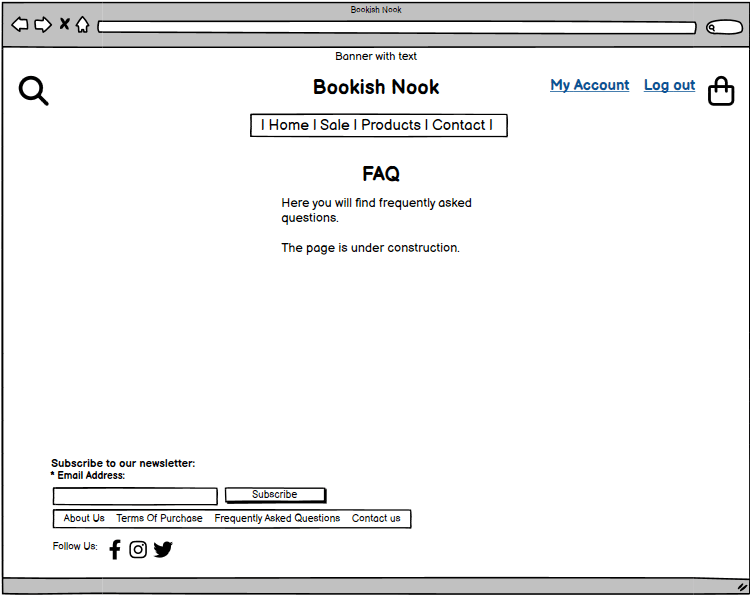 Bookish Nook
Banner with text
Bookish Nook
My Account Log out
| Home | Sale | Products | Contact |
FAQ
Here you will find frequently asked
questions.
The page is under construction.
Subscribe to our newsletter:
* Email Address:
Subscribe
About Us Terms Of Purchase Frequently Asked Questions Contact us
Follow Us: